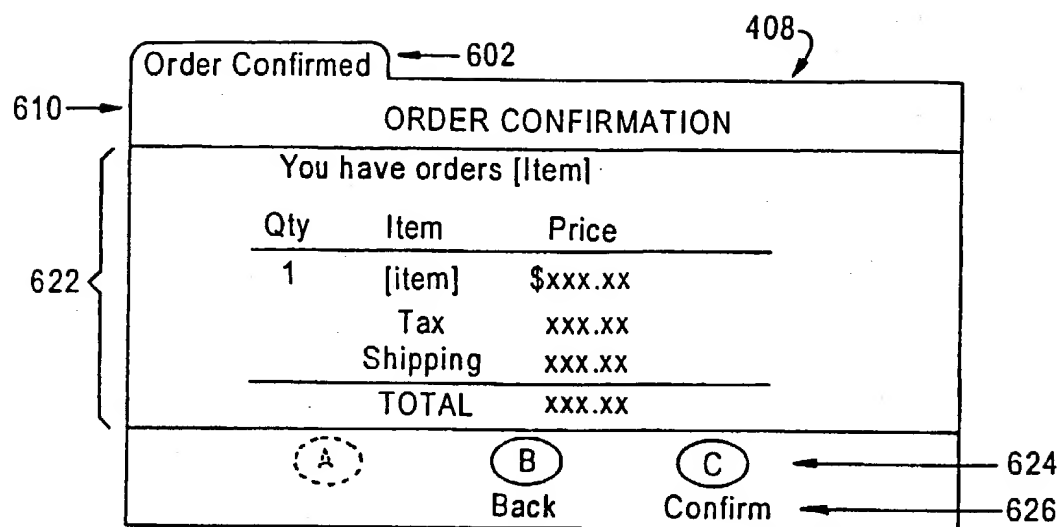 408
Order Confirmed 602
610 ORDER CONFIRMATION
You have orders [Item]
Qty Item Price
1 [item] $xxx.xx
622
Tax xxx.xx
Shipping xxx.xx
TOTAL xxx.xx
A B C 624
Back Confirm 626